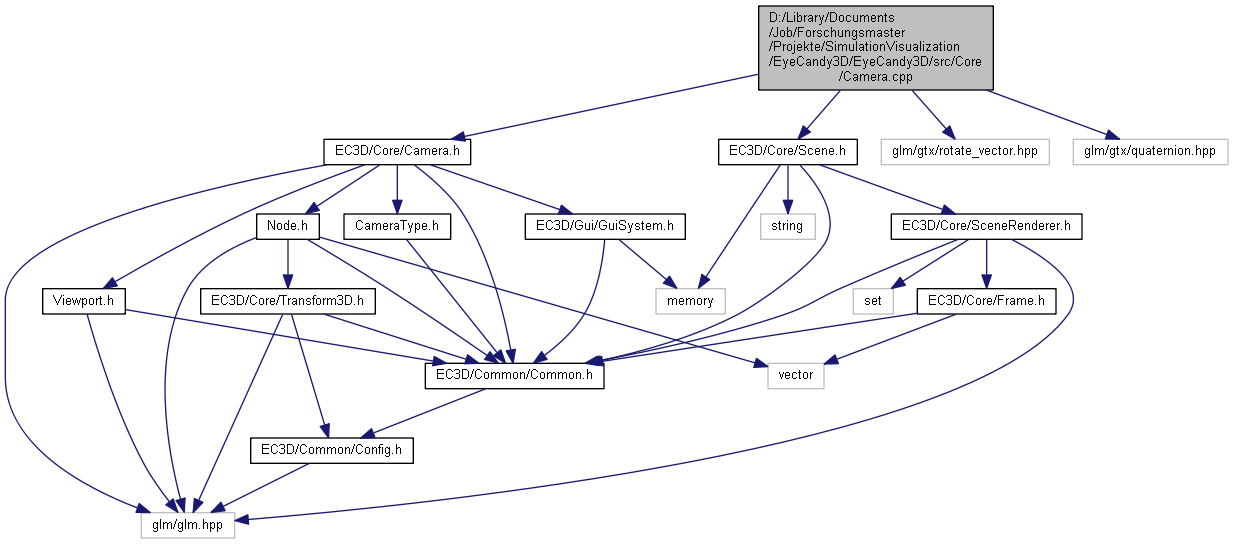 D:/Library/Documents
/Job/Forschungsmaster
/Projekte/SimulationVisualization
/EyeCandy3D/EyeCandy3D/src/Core
/Camera.cpp
EC3D/Core/Camera.h
EC3D/Core/Scene.h
glm/gtx/rotate_vector.hpp
glm/gtx/quaternion.hpp
Node.h
CameraType.h
EC3D/Gui/GuiSystem.h
string
EC3D/Core/SceneRenderer.h
Viewport.h
EC3D/Core/Transform3D.h
memory
set
EC3D/Core/Frame.h
EC3D/Common/Common.h
vector
EC3D/Common/Config.h
glm/glm.hpp